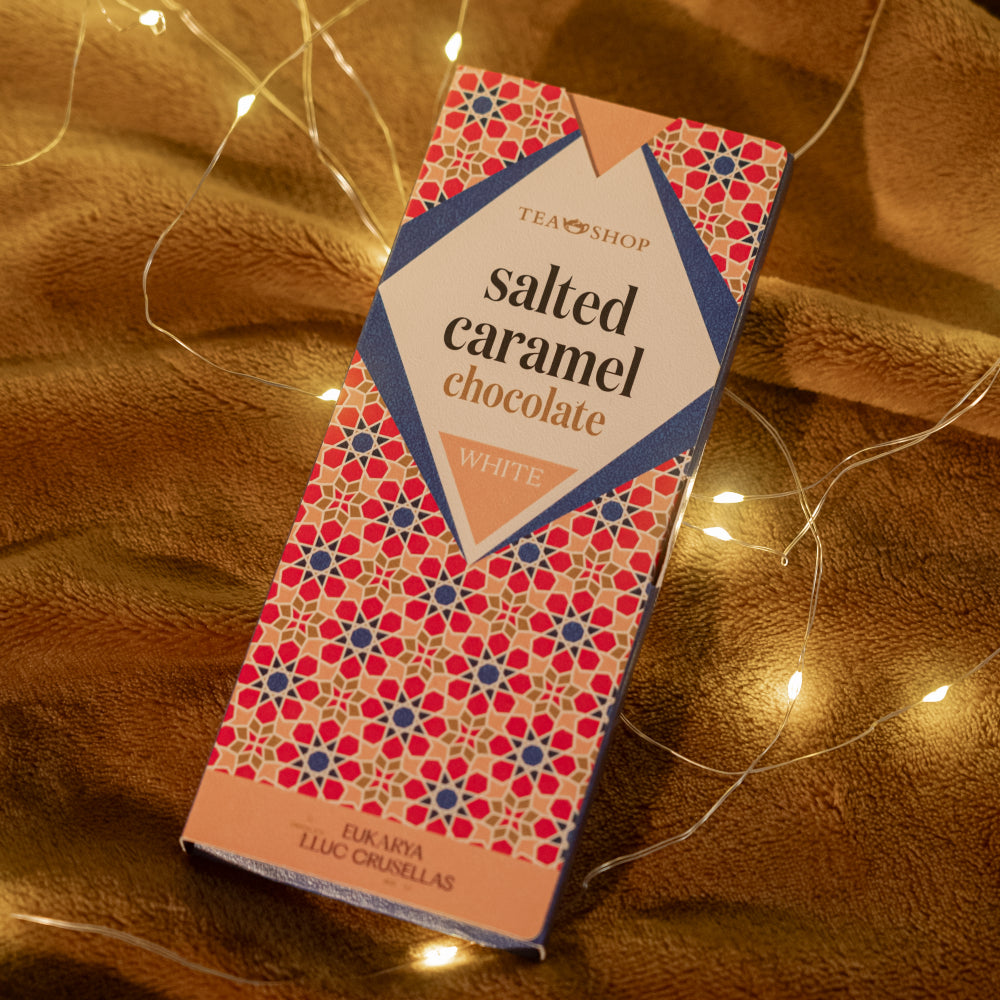 TEA SHOP
salted
caramel
chocolate
WHITE
EUKARYA
LLUC CRUSELLAS